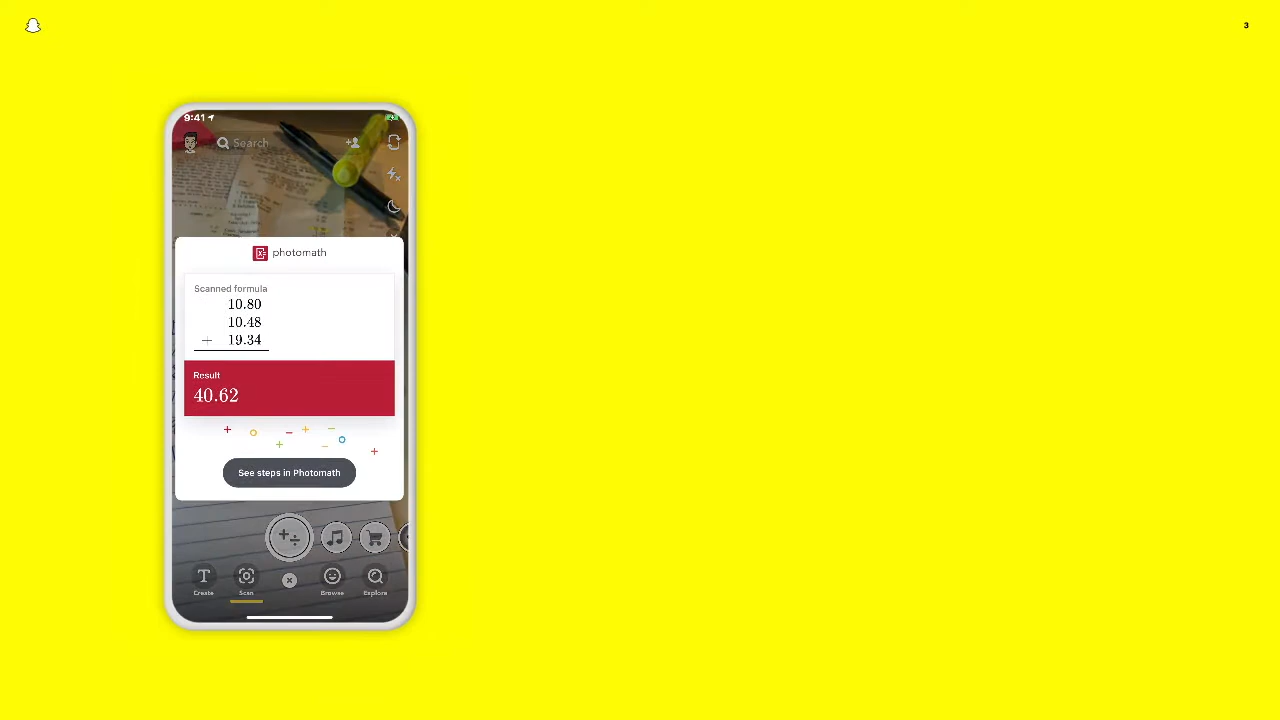 3
9:41
Search
photomath
Scanned formula
10.80
10.48
+ 19.34
Result
40.62
See steps in Photomath
Create Scan Browse Explore